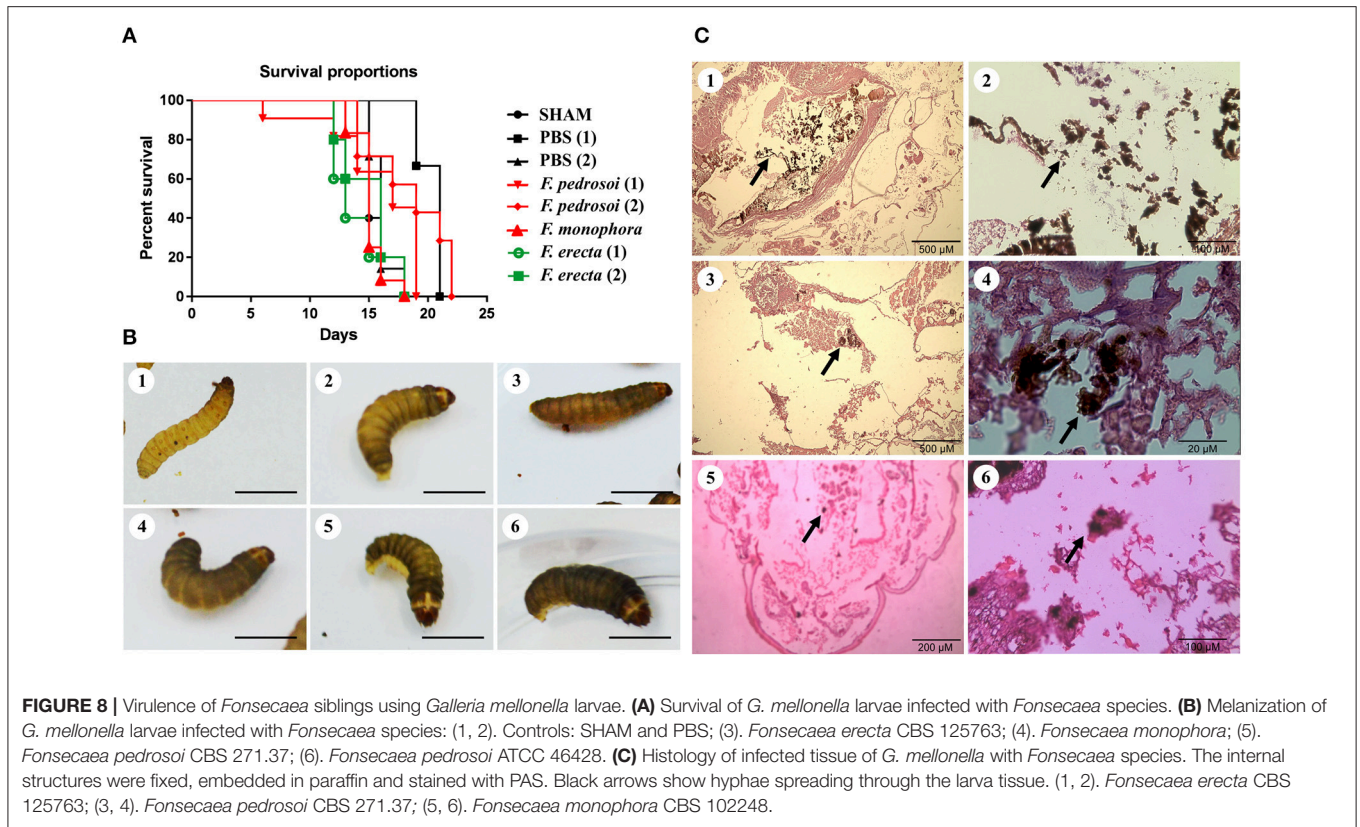 A
Survival proportions
Percent survival
100
80
60
40
20
0
0 5 10 15 20 25
Days
SHAM
PBS (1)
PBS (2)
F. pedrosoi (1)
F. pedrosoi (2)
F. monophora
F. erecta (1)
F. erecta (2)
B
1
2
3
4
5
6
C
1
500 µM
2
100 µM
3
500 µM
4
20 µM
5
200 µM
6
100 µM
FIGURE 8 | Virulence of Fonsecaea siblings using Galleria mellonella larvae. (A) Survival of G. mellonella larvae infected with Fonsecaea species. (B) Melanization of
G. mellonella larvae infected with Fonsecaea species: (1, 2). Controls: SHAM and PBS; (3). Fonsecaea erecta CBS 125763; (4). Fonsecaea monophora; (5).
Fonsecaea pedrosoi CBS 271.37; (6). Fonsecaea pedrosoi ATCC 46428. (C) Histology of infected tissue of G. mellonella with Fonsecaea species. The internal
structures were fixed, embedded in paraffin and stained with PAS. Black arrows show hyphae spreading through the larva tissue. (1, 2). Fonsecaea erecta CBS
125763; (3, 4). Fonsecaea pedrosoi CBS 271.37; (5, 6). Fonsecaea monophora CBS 102248.